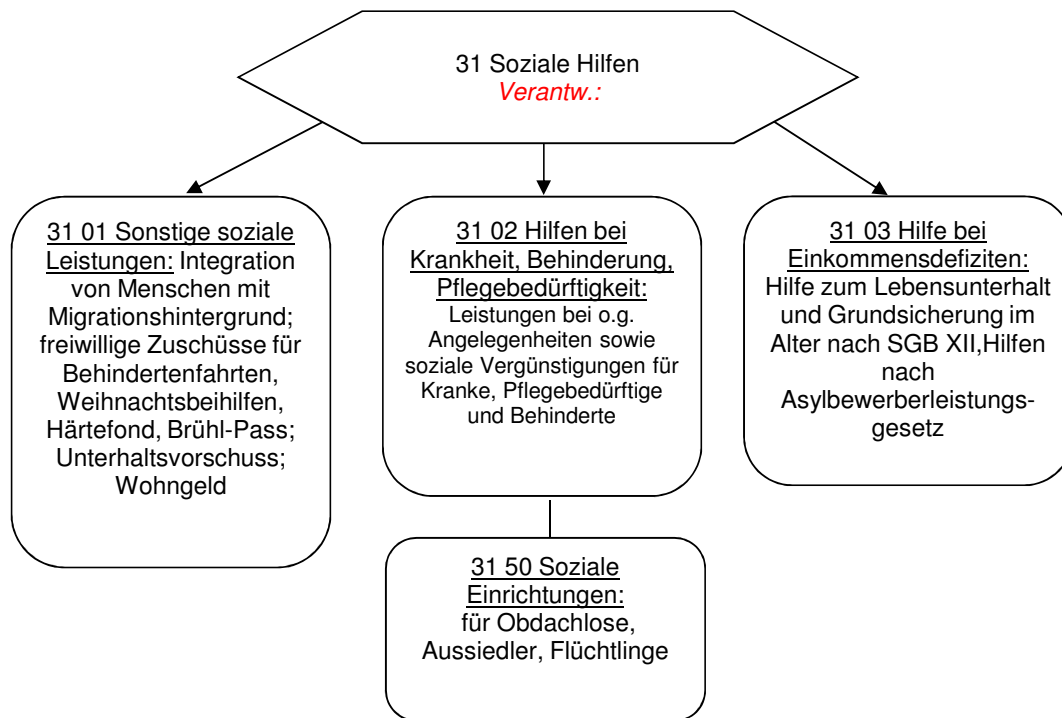 31 Soziale Hilfen
Verantw.:
31 01 Sonstige soziale
Leistungen: Integration
von Menschen mit
Migrationshintergrund;
freiwillige Zuschüsse für
Behindertenfahrten,
Weihnachtsbeihilfen,
Härtefond, Brühl-Pass;
Unterhaltsvorschuss;
Wohngeld
31 02 Hilfen bei
Krankheit, Behinderung,
Pflegebedürftigkeit:
Leistungen bei o.g.
Angelegenheiten sowie
soziale Vergünstigungen für
Kranke, Pflegebedürftige
und Behinderte
31 03 Hilfe bei
Einkommensdefiziten:
Hilfe zum Lebensunterhalt
und Grundsicherung im
Alter nach SGB XII,Hilfen
nach
Asylbewerberleistungs-
gesetz
31 50 Soziale
Einrichtungen:
für Obdachlose,
Aussiedler, Flüchtlinge